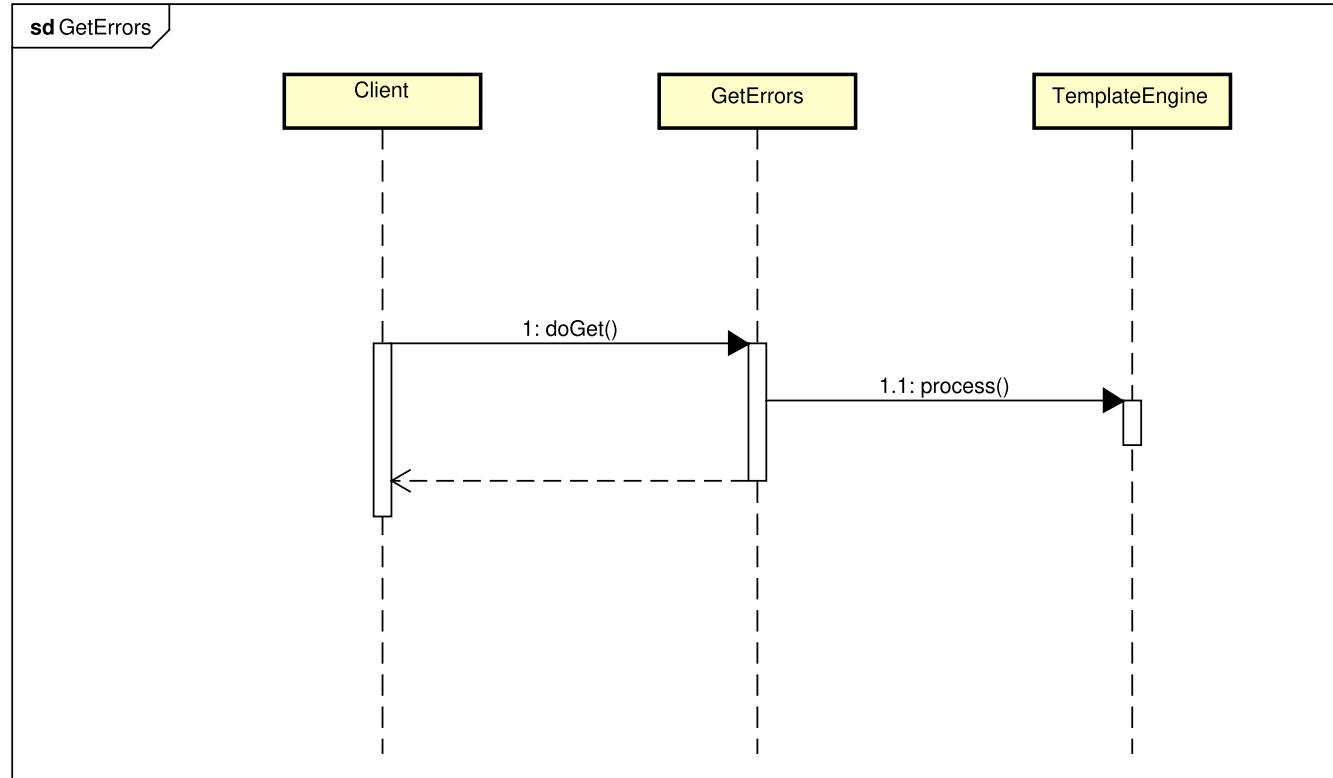 sd GetErrors
Client
GetErrors
TemplateEngine
1: doGet()
1.1: process()